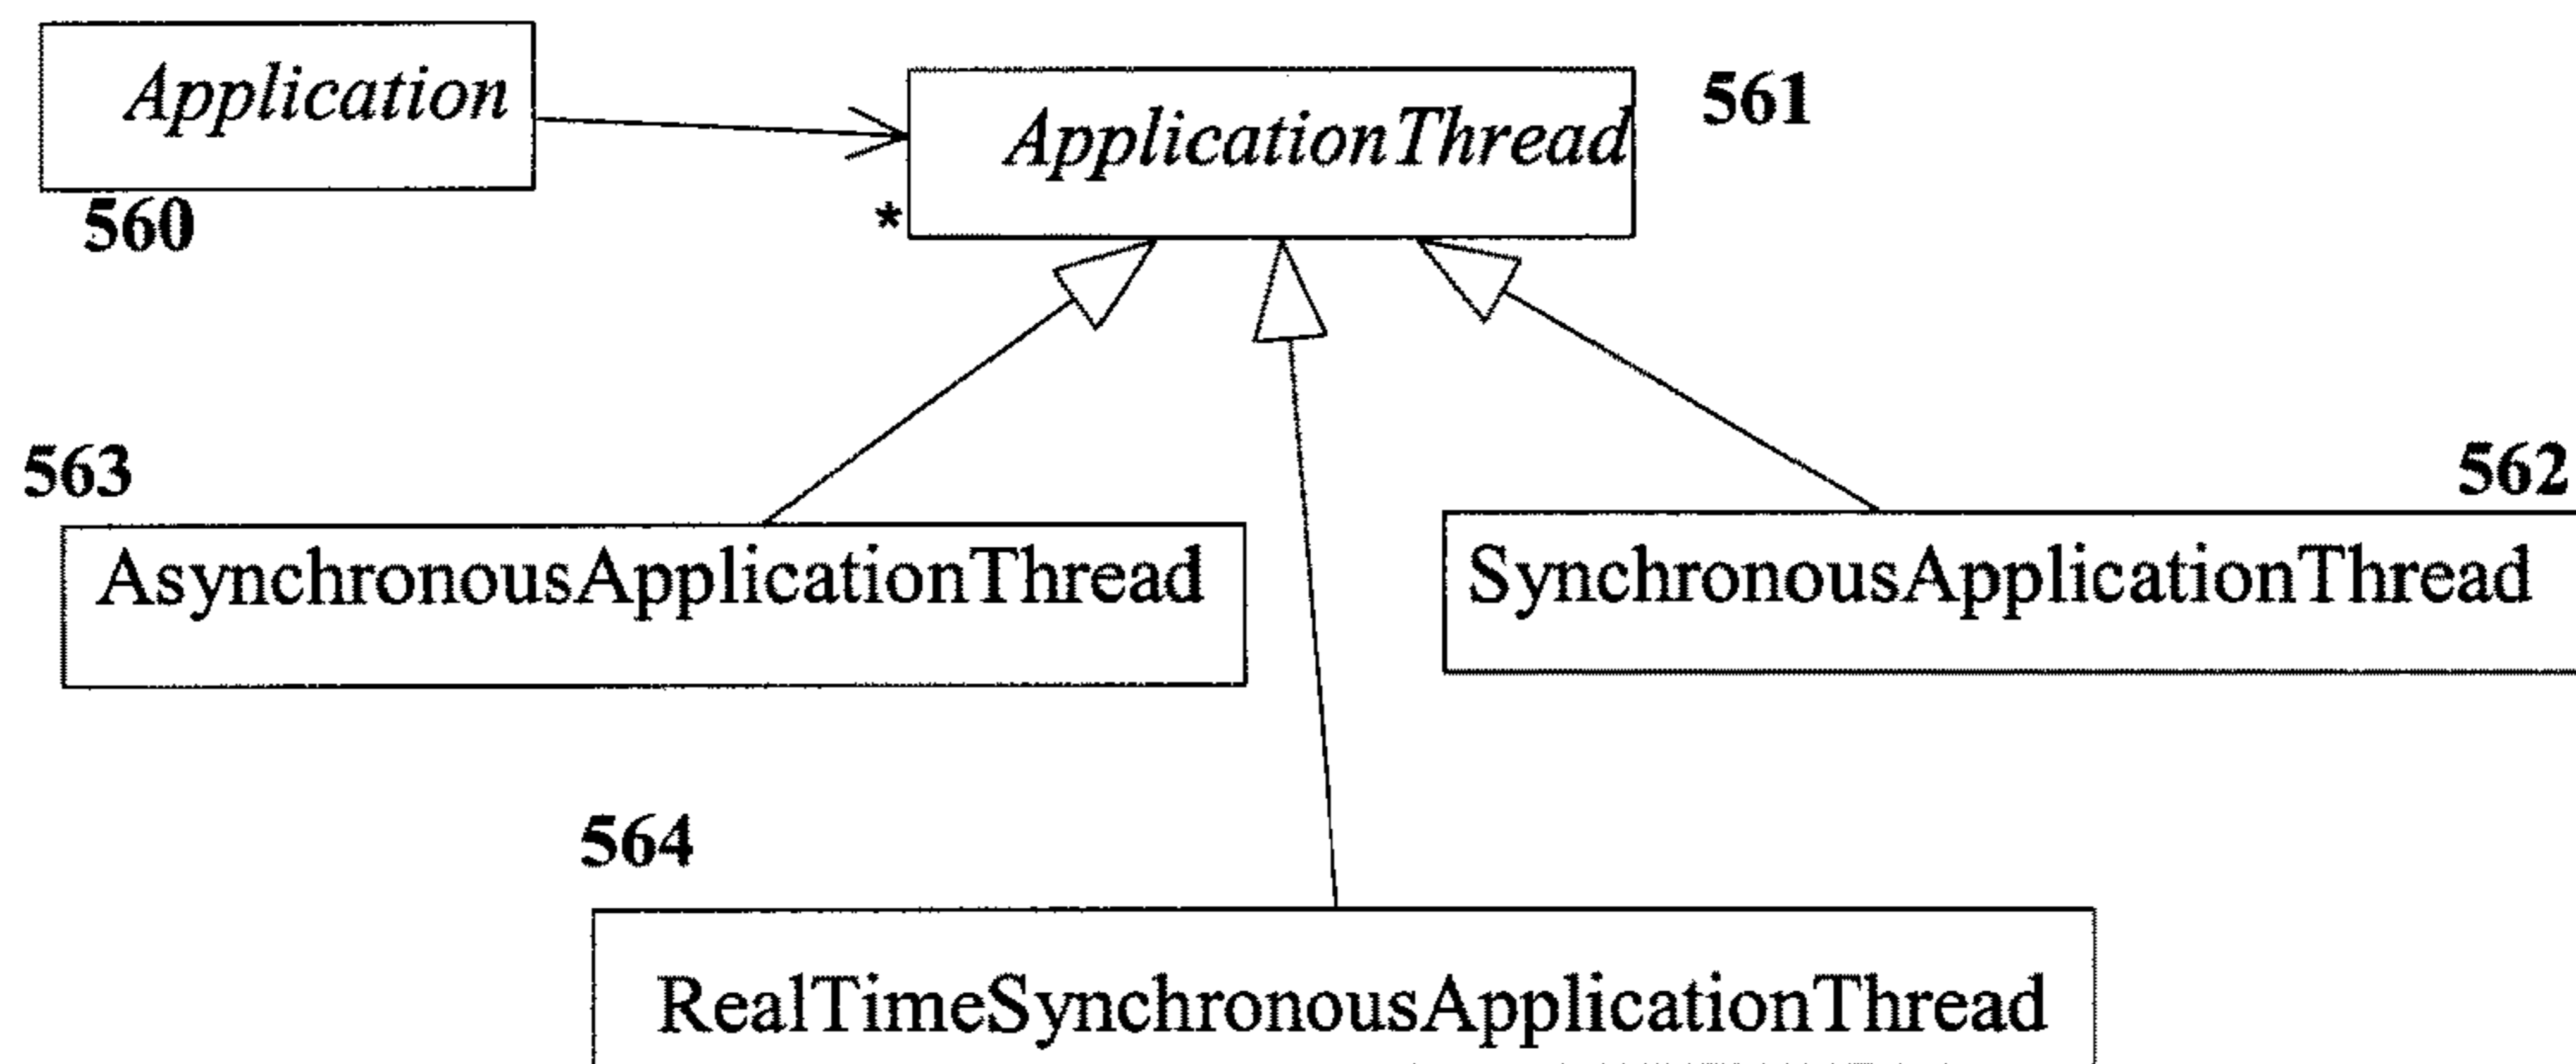 Application
560
ApplicationThread
561
*
563
AsynchronousApplicationThread
562
SynchronousApplicationThread
564
RealTimeSynchronousApplicationThread